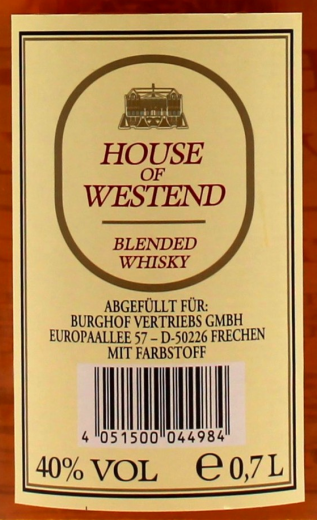 HOUSE
OF
WESTEND
BLENDED
WHISKY
ABGEFÜLLT FÜR:
BURGHOF VERTRIEBS GMBH
EUROPAALLEE 57 – D-50226 FRECHEN
MIT FARBSTOFF
4 051500 044984
40% VOL ℮ 0,7 L